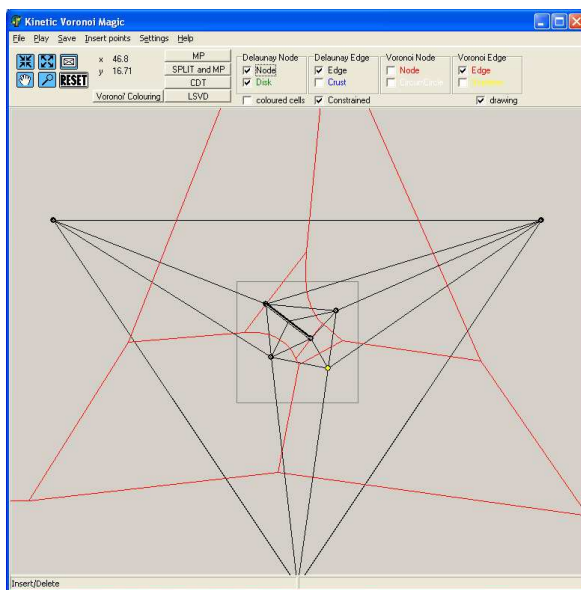 Kinetic Voronoi Magic
File Play Save Insert points Settings Help
x 46.8
y 16.71
RESET
MP
SPLIT and MP
CDT
LSVD
Voronoi Colouring
Delaunay Node
Node
Disk
coloured cells
Delaunay Edge
Edge
Crust
Constrained
Voronoi Node
Node
CircumCircle
Voronoi Edge
Edge
drawing
Insert/Delete